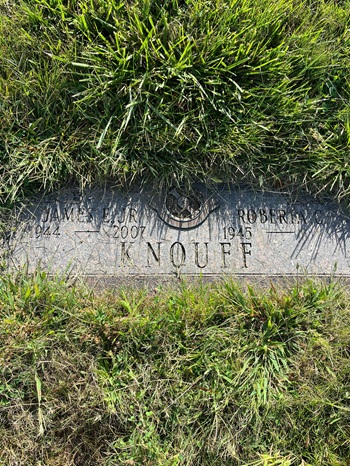 JAMES E. JR. ROBERTA C.
1944 — 2007 1945 —
KNOUFF